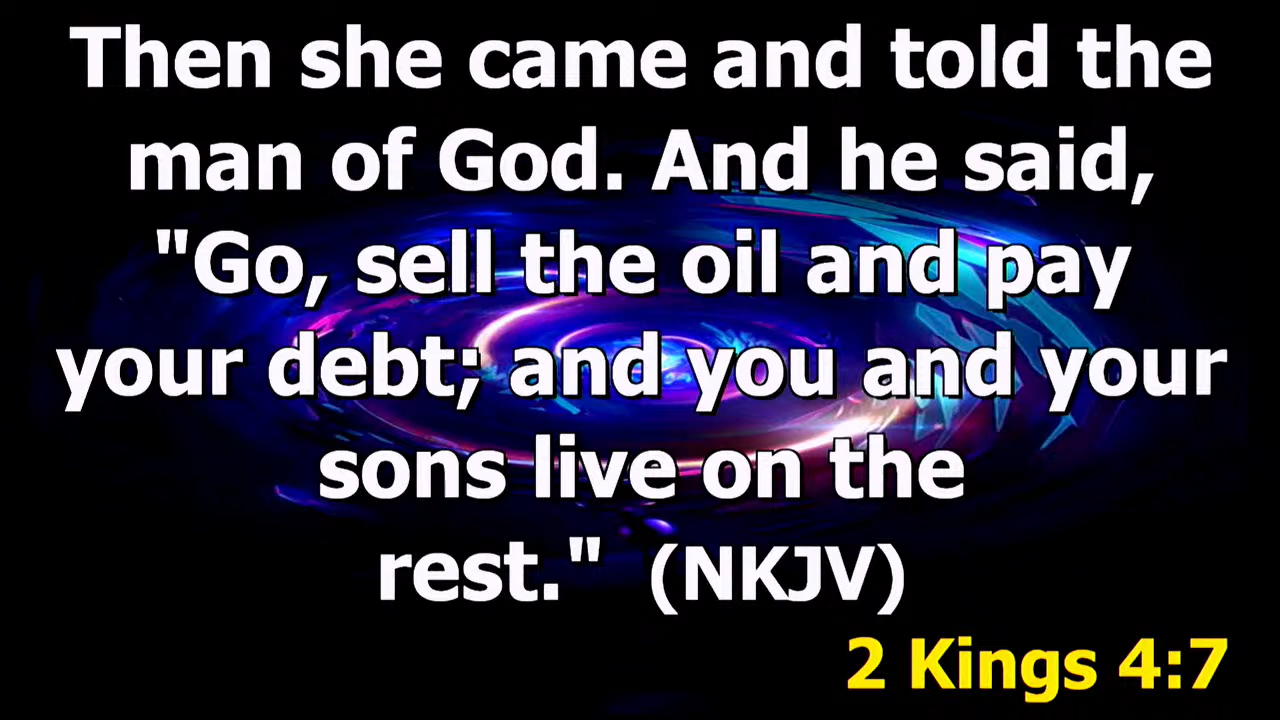 Then she came and told the
man of God. And he said,
"Go, sell the oil and pay
your debt; and you and your
sons live on the
rest." (NKJV)
2 Kings 4:7